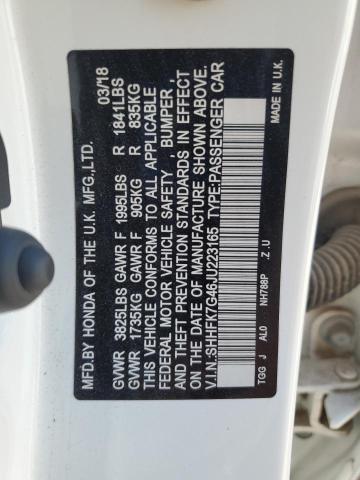 MFD.BY HONDA OF THE U.K. MFG.,LTD. 03/18
GVWR 3825LBS GAWR F 1995LBS R 1841LBS
GVWR 1735KG GAWR F 905KG R 835KG
THIS VEHICLE CONFORMS TO ALL APPLICABLE
FEDERAL MOTOR VEHICLE SAFETY , BUMPER,
AND THEFT PREVENTION STANDARDS IN EFFECT
ON THE DATE OF MANUFACTURE SHOWN ABOVE.
V.I.N.:SHHFK7G46JU223165 TYPE:PASSENGER CAR
TGG J AL0 NH788P .Z .U MADE IN U.K.